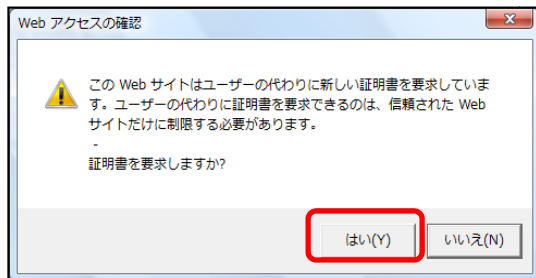 Web アクセスの確認
この Web サイトはユーザーの代わりに新しい証明書を要求していま
す。ユーザーの代わりに証明書を要求できるのは、信頼された Web
サイトだけに制限する必要があります。
-
証明書を要求しますか?
はい(Y)
いいえ(N)